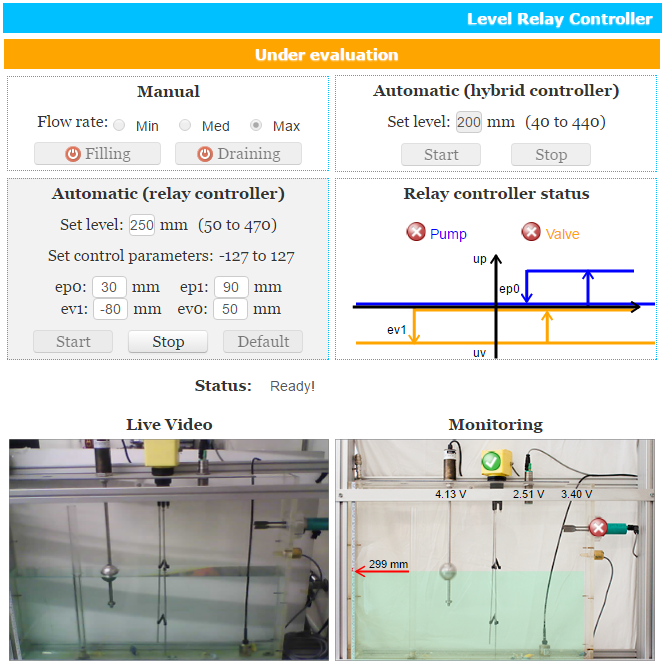 Level Relay Controller
Under evaluation
Manual
Flow rate: Min Med Max
Filling Draining
Automatic (hybrid controller)
Set level: 200 mm (40 to 440)
Start Stop
Automatic (relay controller)
Set level: 250 mm (50 to 470)
Set control parameters: -127 to 127
ep0: 30 mm ep1: 90 mm
ev1: -80 mm ev0: 50 mm
Start Stop Default
Relay controller status
Pump Valve
up
ep0
ev1
uv
Status: Ready!
Live Video
Monitoring
4.13 V 2.51 V 3.40 V
299 mm